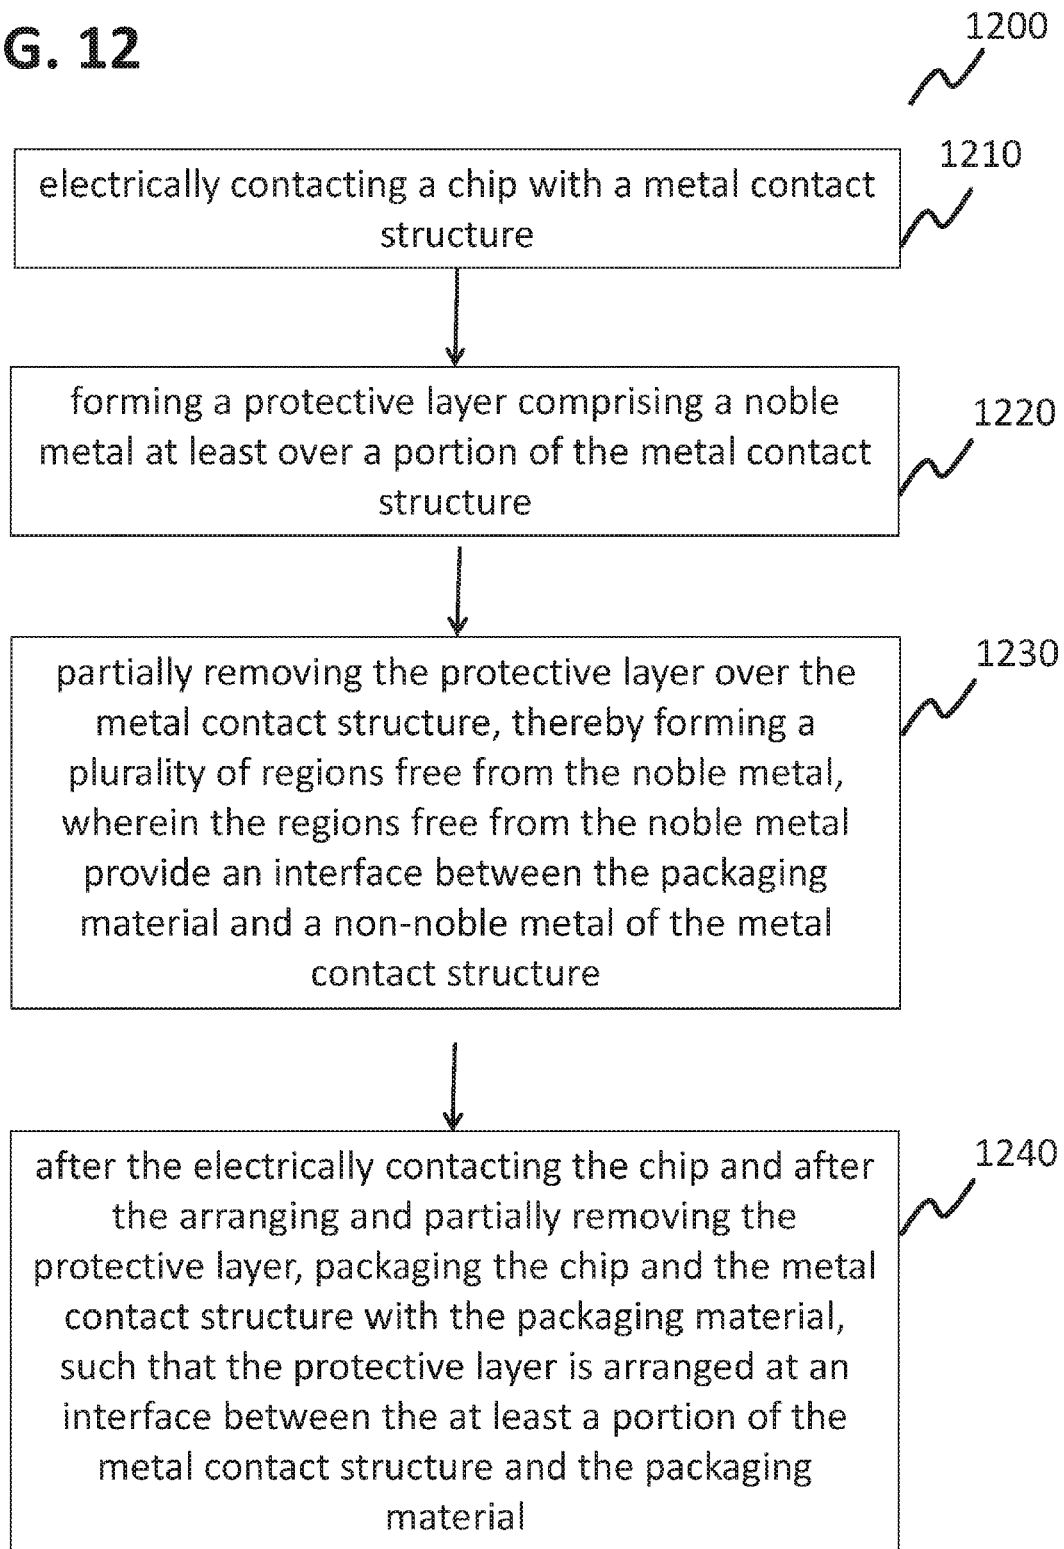 G. 12
1200
1210
electrically contacting a chip with a metal contact
structure
1220
forming a protective layer comprising a noble
metal at least over a portion of the metal contact
structure
1230
partially removing the protective layer over the
metal contact structure, thereby forming a
plurality of regions free from the noble metal,
wherein the regions free from the noble metal
provide an interface between the packaging
material and a non-noble metal of the metal
contact structure
1240
after the electrically contacting the chip and after
the arranging and partially removing the
protective layer, packaging the chip and the metal
contact structure with the packaging material,
such that the protective layer is arranged at an
interface between the at least a portion of the
metal contact structure and the packaging
material